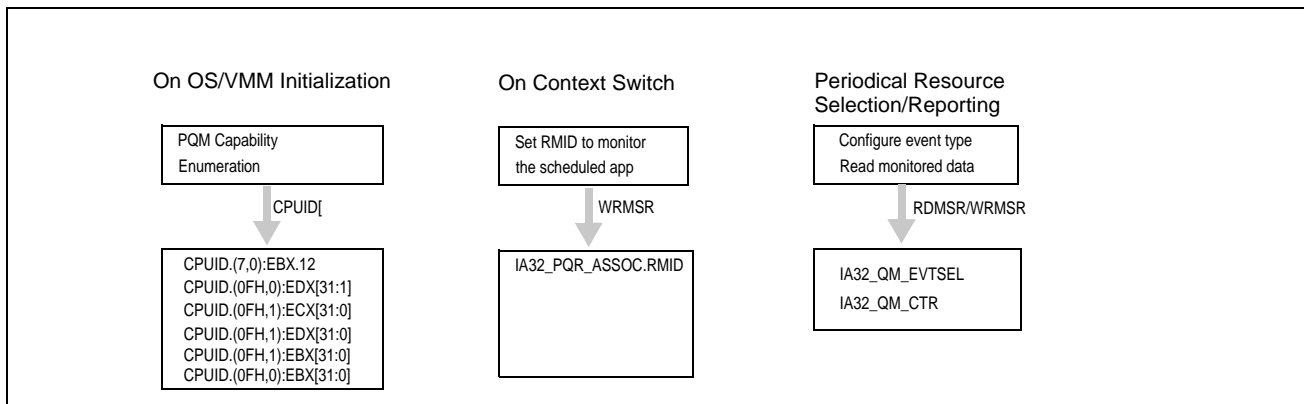 On OS/VMM Initialization
PQM Capability
Enumeration
CPUID[
CPUID.(7,0):EBX.12
CPUID.(0FH,0):EDX[31:1]
CPUID.(0FH,1):ECX[31:0]
CPUID.(0FH,1):EDX[31:0]
CPUID.(0FH,1):EBX[31:0]
CPUID.(0FH,0):EBX[31:0]
On Context Switch
Set RMID to monitor
the scheduled app
WRMSR
IA32_PQR_ASSOC.RMID
Periodical Resource
Selection/Reporting
Configure event type
Read monitored data
RDMSR/WRMSR
IA32_QM_EVTSEL
IA32_QM_CTR